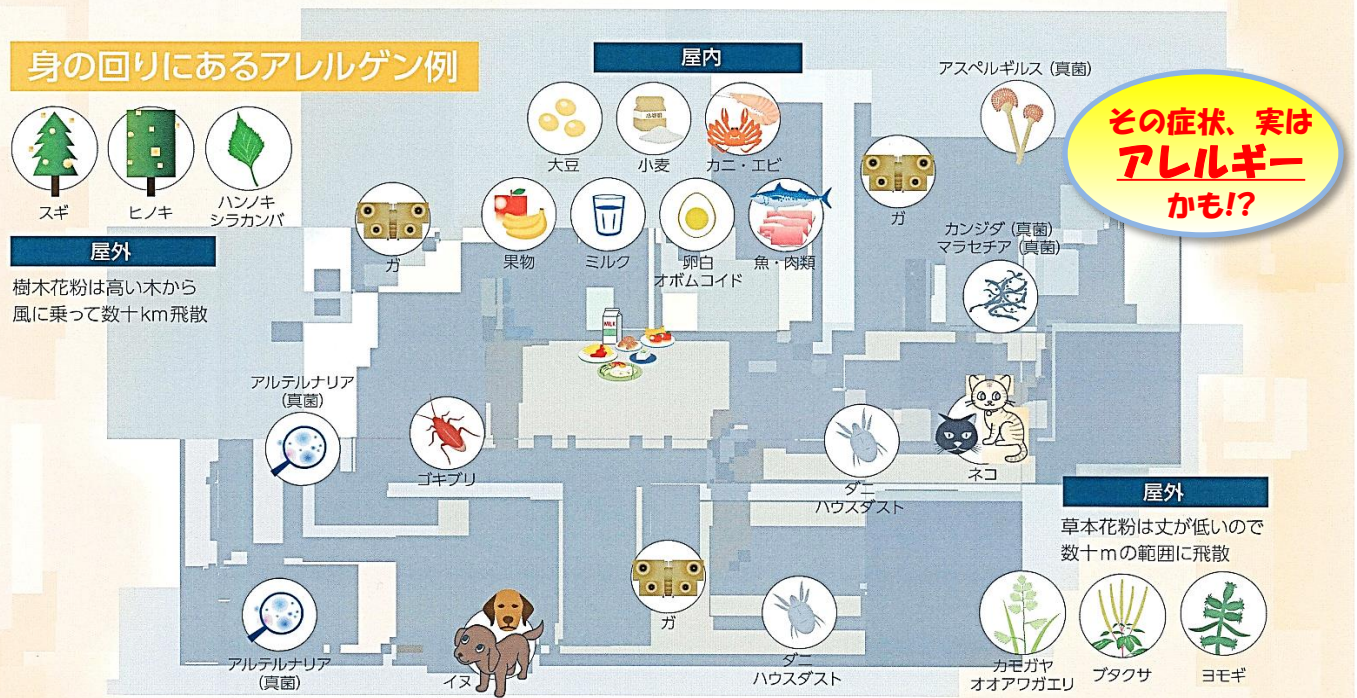 身の回りにあるアレルゲン例
スギ
ヒノキ
ハンノキ
シラカンバ
屋外
樹木花粉は高い木から
風に乗って数十km飛散
屋内
大豆
小麦
カニ・エビ
果物
ミルク
卵白
オボムコイド
魚・肉類
ガ
ガ
アスペルギルス (真菌)
その症状、実は
アレルギー
かも!?
カンジダ (真菌)
マラセチア (真菌)
MILK
アルテルナリア
(真菌)
ゴキブリ
ダニ
ハウスダスト
ネコ
屋外
草本花粉は丈が低いので
数十mの範囲に飛散
アルテルナリア
(真菌)
イヌ
ガ
ダニ
ハウスダスト
カモガヤ
オオアワガエリ
ブタクサ
ヨモギ